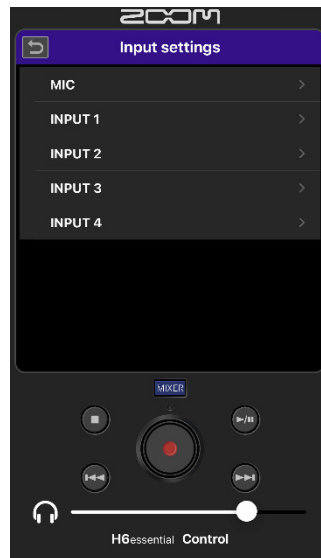 ZOOM
Input settings
MIC
INPUT 1
INPUT 2
INPUT 3
INPUT 4
MIXER
H6essential Control